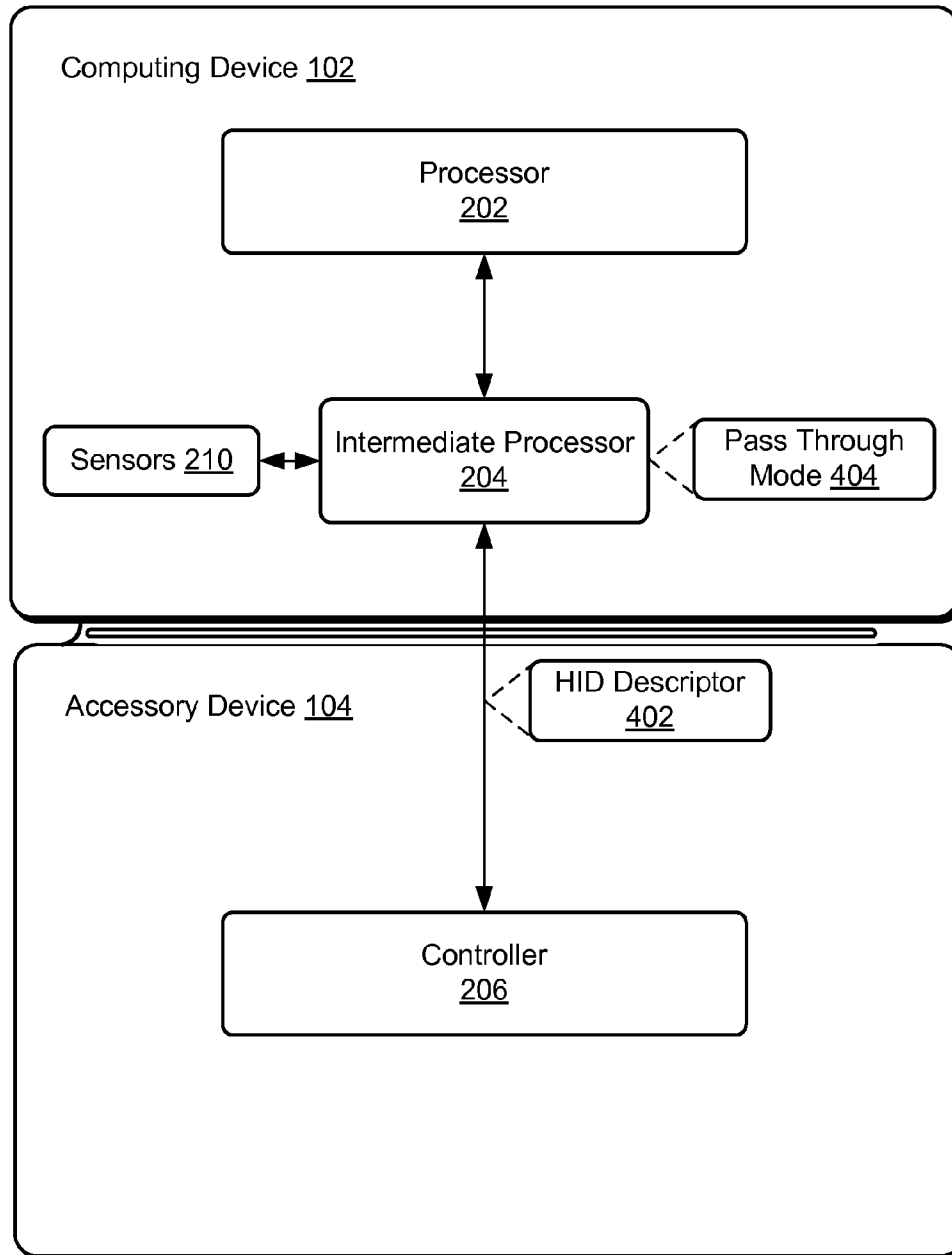 Computing Device 102
Processor
202
Sensors 210
Intermediate Processor
204
Pass Through
Mode 404
Accessory Device 104
HID Descriptor
402
Controller
206